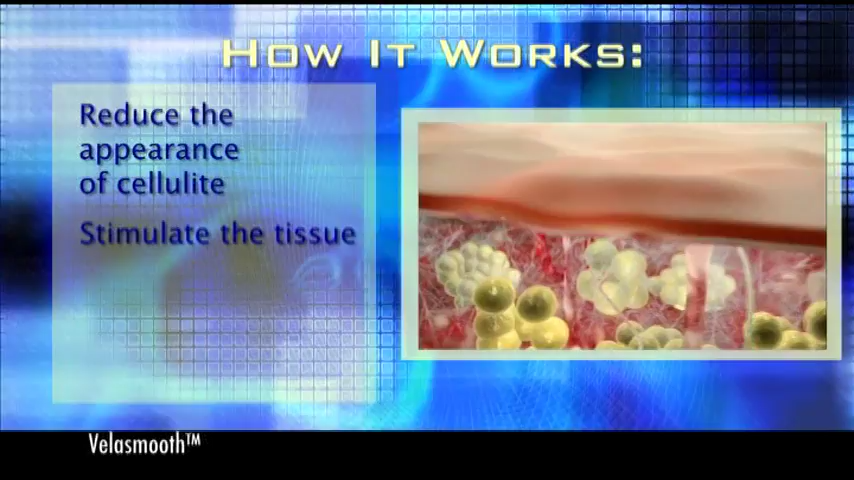 How It Works:
Reduce the
appearance
of cellulite
Stimulate the tissue
Velasmooth™